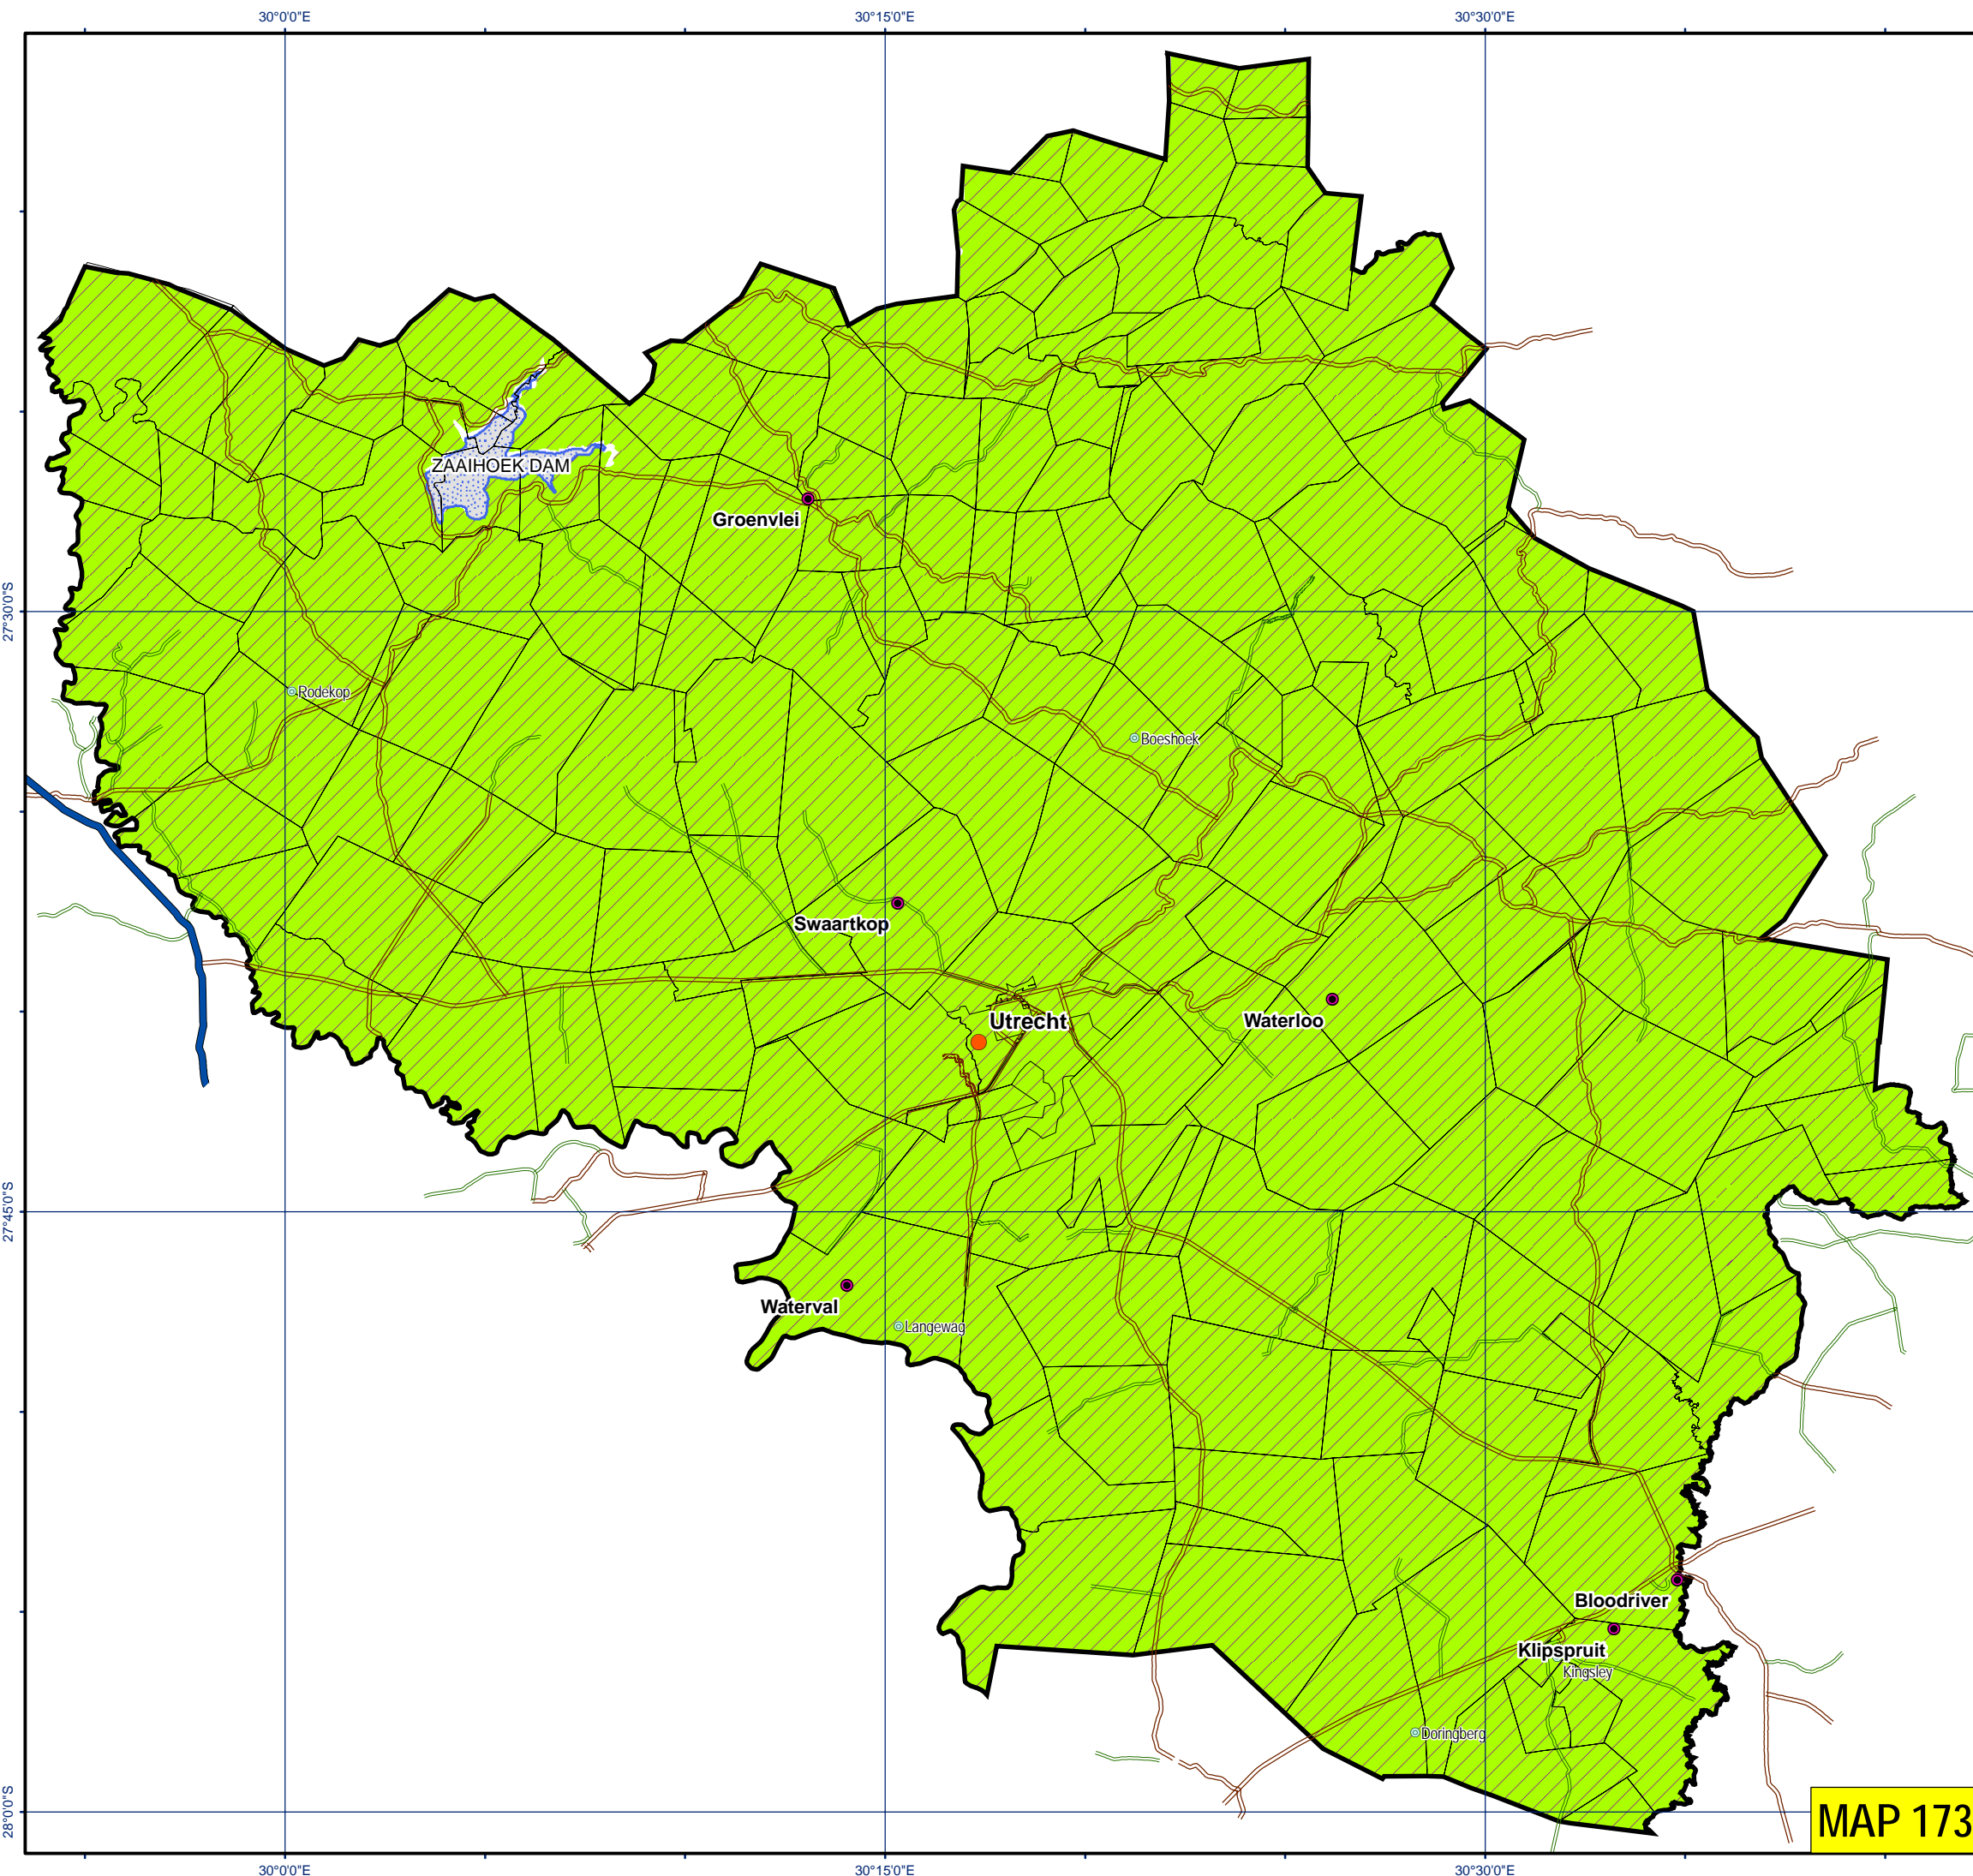 30°0'0"E
30°15'0"E
30°30'0"E
ZAAIHOEK DAM
Groenvlei
27°30'0"S
Rodekop
Boeshoek
Swaartkop
Utrecht
Waterloo
27°45'0"S
Waterval
Langewag
Bloodriver
Klipspruit
Kingsley
Doringberg
28°0'0"S
MAP 173
30°0'0"E
30°15'0"E
30°30'0"E